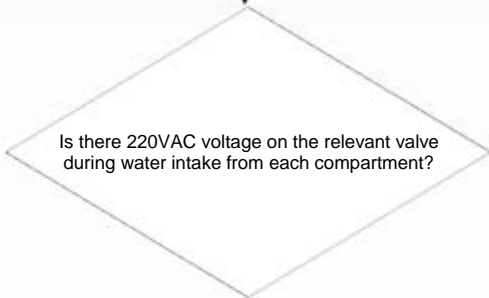 Is there 220VAC voltage on the relevant valve
during water intake from each compartment?